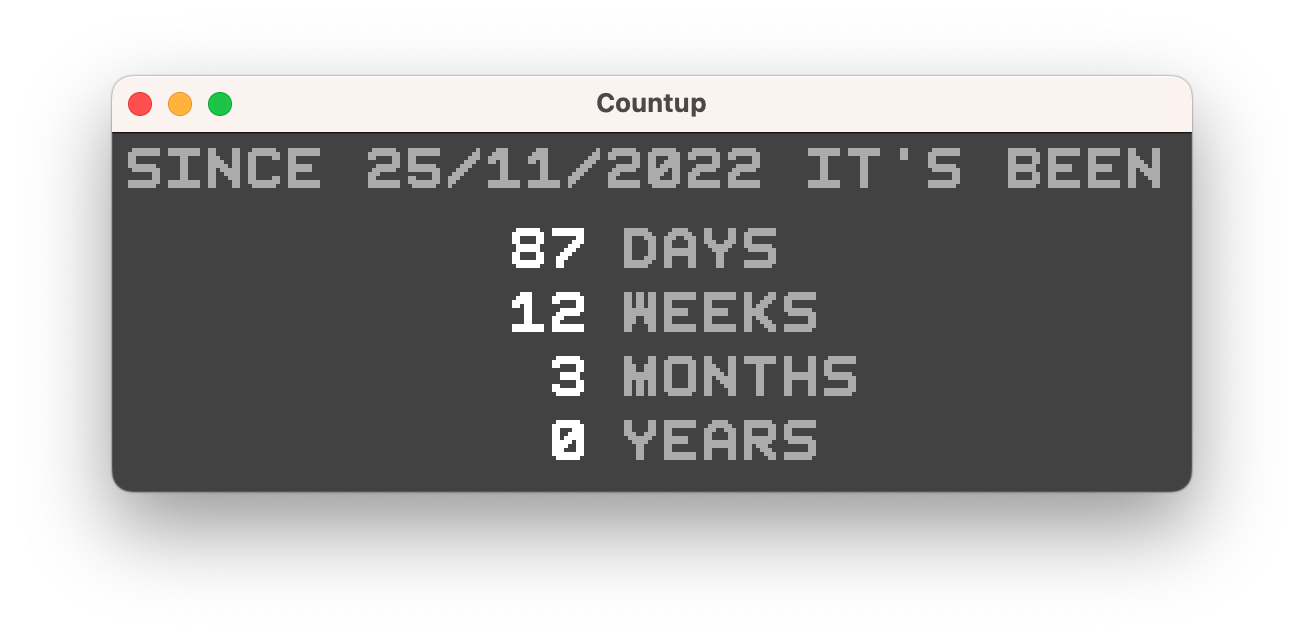 Countup
SINCE 25/11/2022 IT'S BEEN
87 DAYS
12 WEEKS
3 MONTHS
0 YEARS